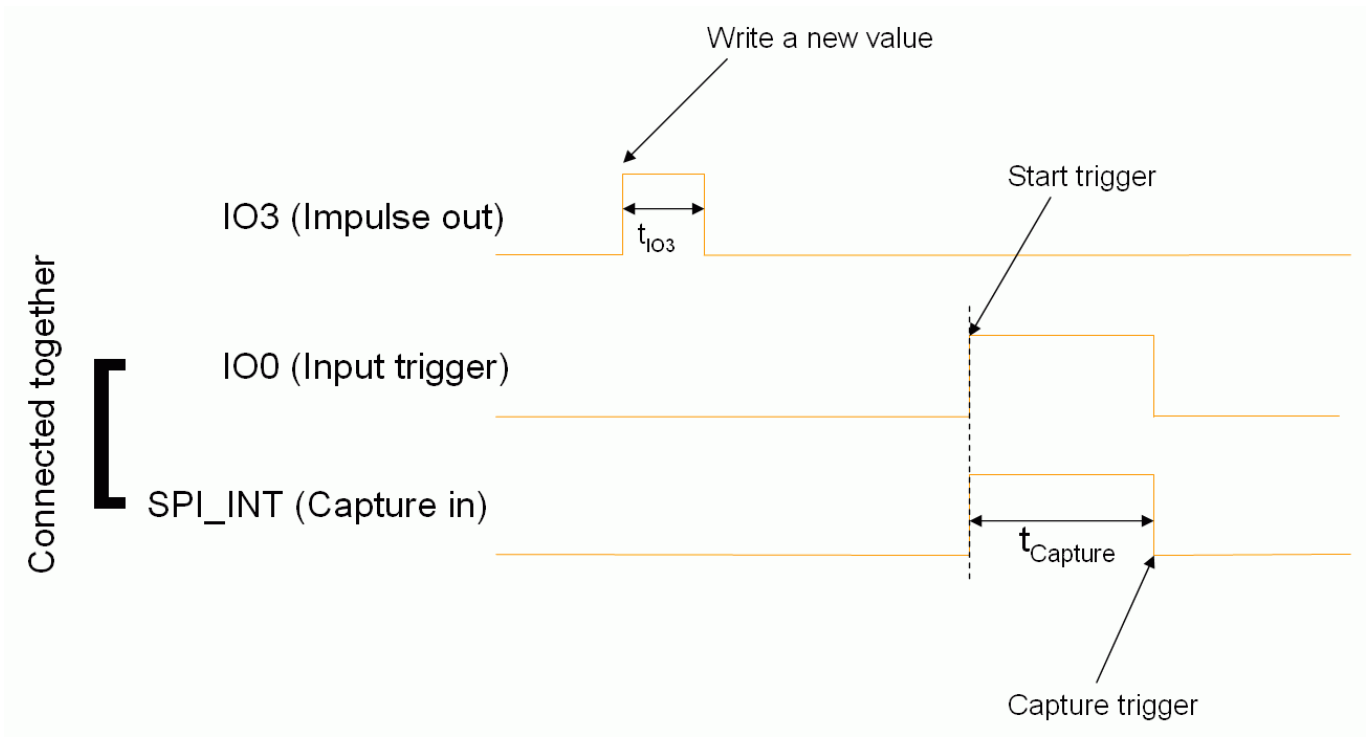 Write a new value
Start trigger
IO3 (Impulse out)
tIO3
Connected together
IO0 (Input trigger)
SPI_INT (Capture in)
tCapture
Capture trigger